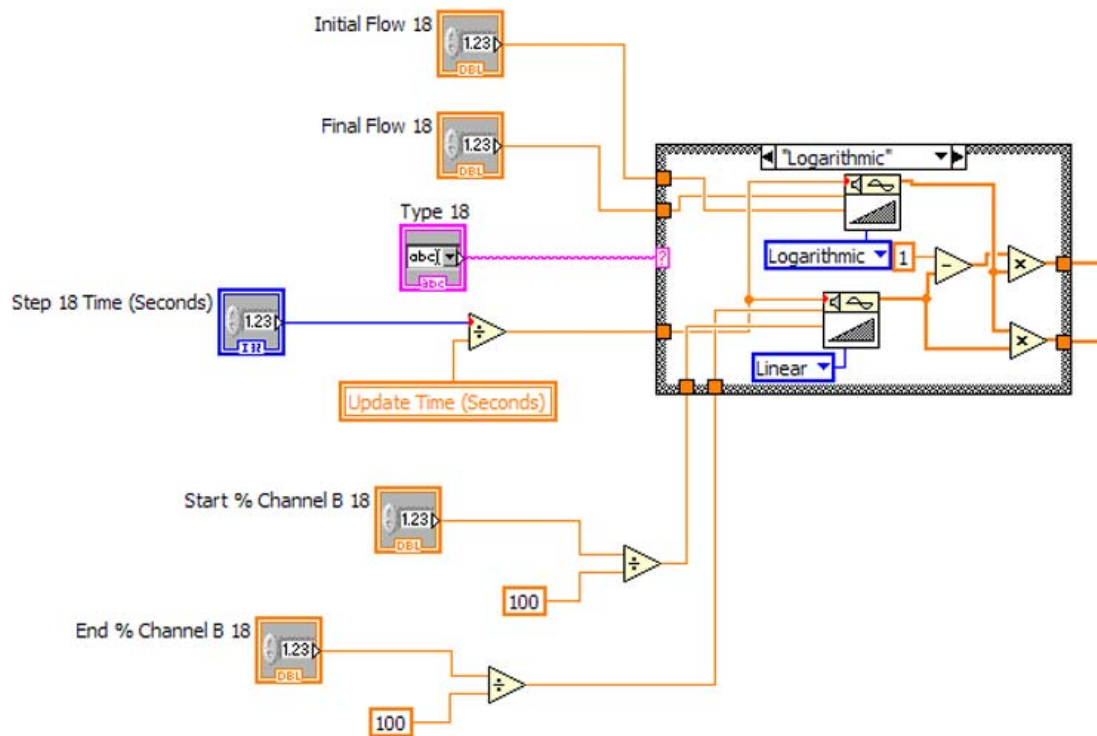 Initial Flow 18
1.23
DBL
Final Flow 18
1.23
DBL
"Logarithmic"
Type 18
abc
abc
?
Logarithmic
1
Step 18 Time (Seconds)
1.23
I32
Linear
Update Time (Seconds)
Start % Channel B 18
1.23
DBL
100
End % Channel B 18
1.23
DBL
100